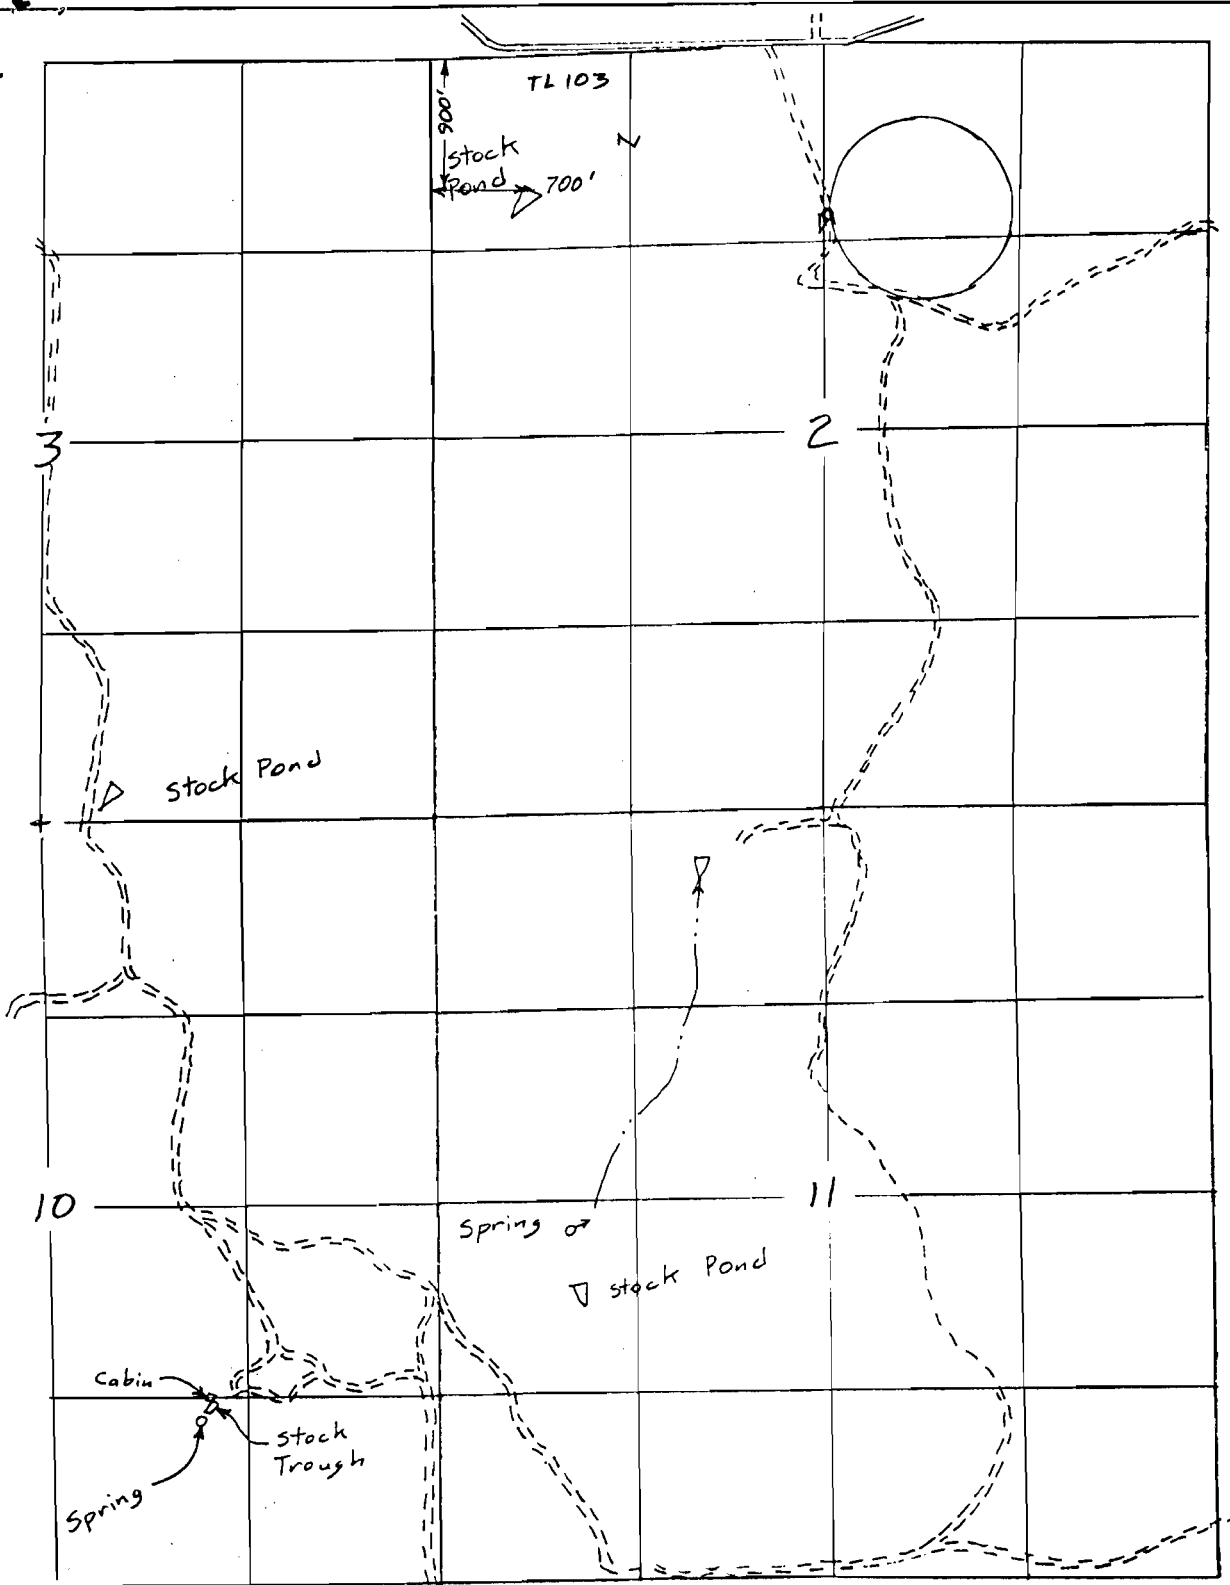 TL 103
900'
Stock
Pond 700'
Z
3
2
Stock Pond
10
11
Spring
Stock Pond
Cabin
Stock
Trough
Spring